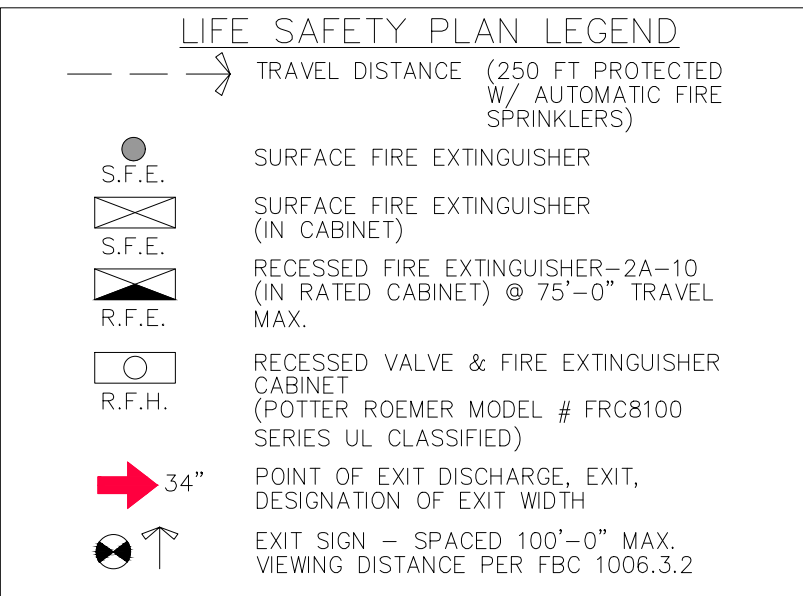 LIFE SAFETY PLAN LEGEND
TRAVEL DISTANCE (250 FT PROTECTED
W/ AUTOMATIC FIRE
SPRINKLERS)
S.F.E.
SURFACE FIRE EXTINGUISHER
S.F.E.
SURFACE FIRE EXTINGUISHER
(IN CABINET)
R.F.E.
RECESSED FIRE EXTINGUISHER-2A-10
(IN RATED CABINET) @ 75'-0" TRAVEL
MAX.
R.F.H.
RECESSED VALVE & FIRE EXTINGUISHER
CABINET
(POTTER ROEMER MODEL # FRC8100
SERIES UL CLASSIFIED)
34"
POINT OF EXIT DISCHARGE, EXIT,
DESIGNATION OF EXIT WIDTH
EXIT SIGN - SPACED 100'-0" MAX.
VIEWING DISTANCE PER FBC 1006.3.2